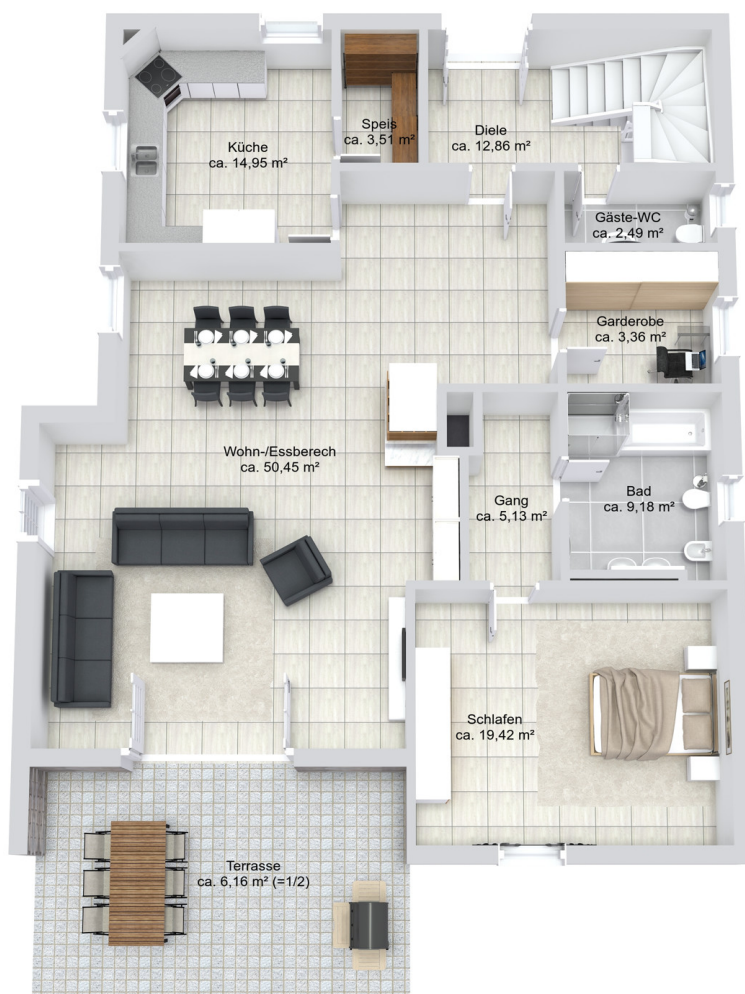 Küche
ca. 14,95 m²
Speis
ca. 3,51 m²
Diele
ca. 12,86 m²
Gäste-WC
ca. 2,49 m²
Garderobe
ca. 3,36 m²
Wohn-/Essberech
ca. 50,45 m²
Gang
ca. 5,13 m²
Bad
ca. 9,18 m²
Schlafen
ca. 19,42 m²
Terrasse
ca. 6,16 m² (=1/2)